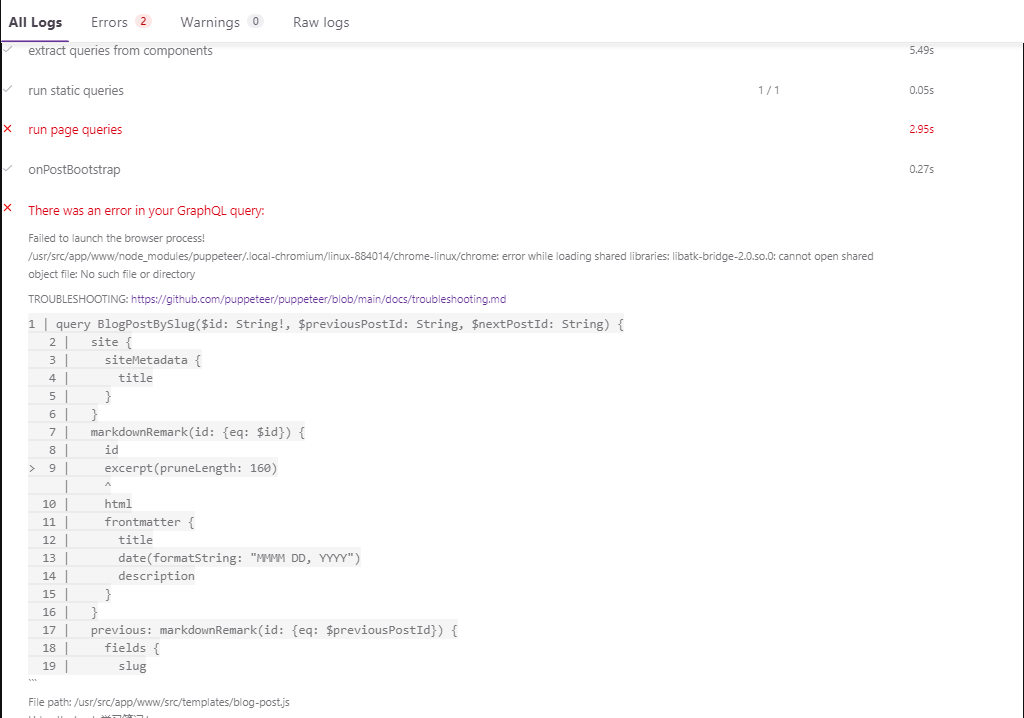 All Logs Errors 2 Warnings 0 Raw logs
extract queries from components 5.49s
run static queries 1 / 1 0.05s
run page queries 2.95s
onPostBootstrap 0.27s
There was an error in your GraphQL query:
Failed to launch the browser process!
/usr/src/app/www/node_modules/puppeteer/.local-chromium/linux-884014/chrome-linux/chrome: error while loading shared libraries: libatk-bridge-2.0.so.0: cannot open shared
object file: No such file or directory
TROUBLESHOOTING: https://github.com/puppeteer/puppeteer/blob/main/docs/troubleshooting.md
1 | query BlogPostBySlug($id: String!, $previousPostId: String, $nextPostId: String) {
2 | site {
3 | siteMetadata {
4 | title
5 | }
6 | }
7 | markdownRemark(id: {eq: $id}) {
8 | id
> 9 | excerpt(pruneLength: 160)
| ^
10 | html
11 | frontmatter {
12 | title
13 | date(formatString: "MMMM DD, YYYY")
14 | description
15 | }
16 | }
17 | previous: markdownRemark(id: {eq: $previousPostId}) {
18 | fields {
19 | slug
```
File path: /usr/src/app/www/src/templates/blog-post.js